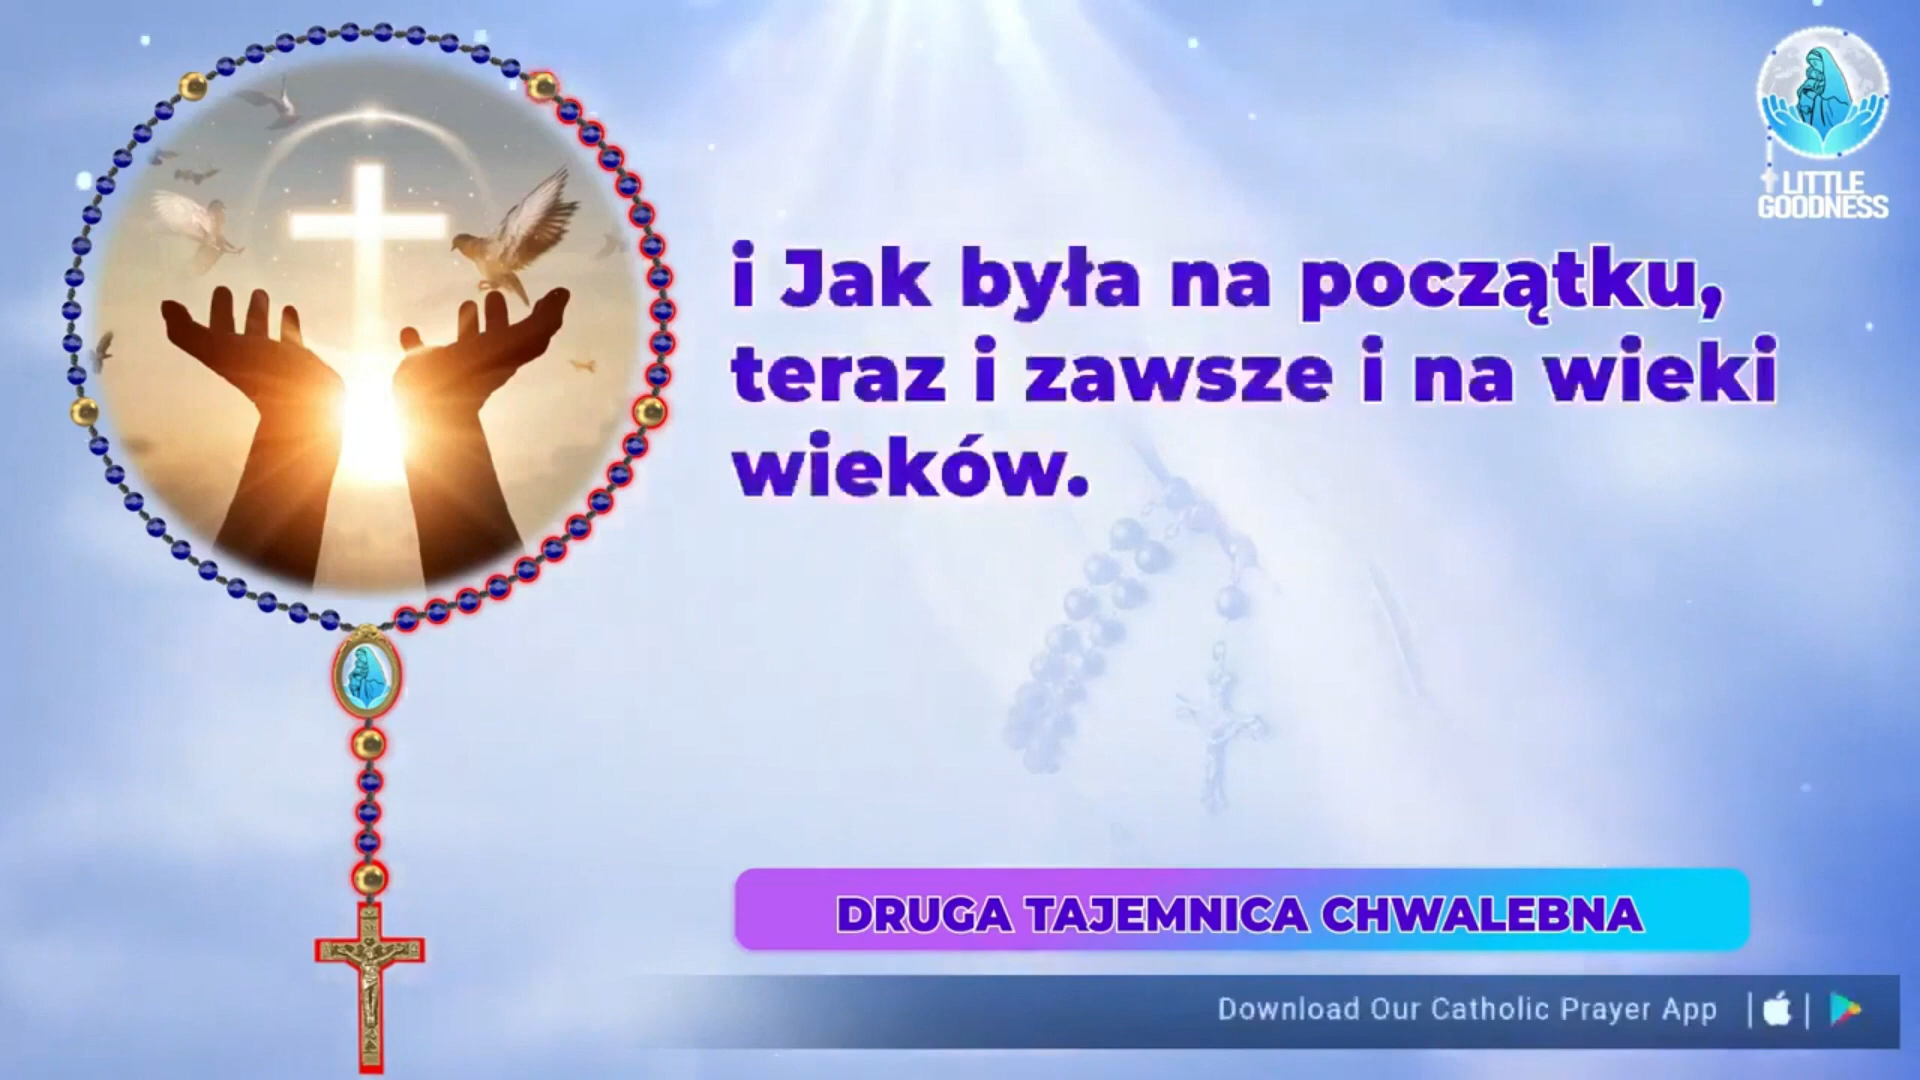 LITTLE
GOODNESS
i Jak była na początku,
teraz i zawsze i na wieki
wieków.
DRUGA TAJEMNICA CHWALEBNA
Download Our Catholic Prayer App